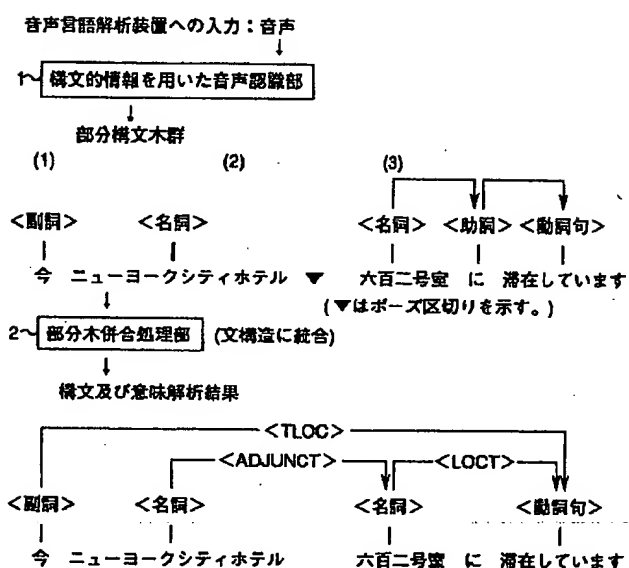 音声言語解析装置への入力：音声
1～ 構文的情報を用いた音声認識部
部分構文木群
(1) (2) (3)
<副詞> <名詞> <名詞> <助詞> <動詞句>
今 ニューヨークシティホテル ▼ 六百二号室 に 滞在しています
(▼はポーズ区切りを示す。)
2～ 部分木併合処理部 (文構造に統合)
構文及び意味解析結果
<TLOC>
<ADJUNCT> <LOCT>
<副詞> <名詞> <名詞> <動詞句>
今 ニューヨークシティホテル 六百二号室 に 滞在しています